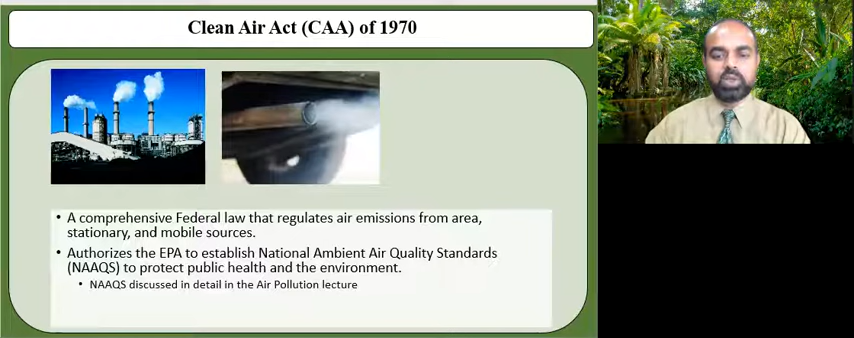 Clean Air Act (CAA) of 1970
• A comprehensive Federal law that regulates air emissions from area,
stationary, and mobile sources.
• Authorizes the EPA to establish National Ambient Air Quality Standards
(NAAQS) to protect public health and the environment.
• NAAQS discussed in detail in the Air Pollution lecture